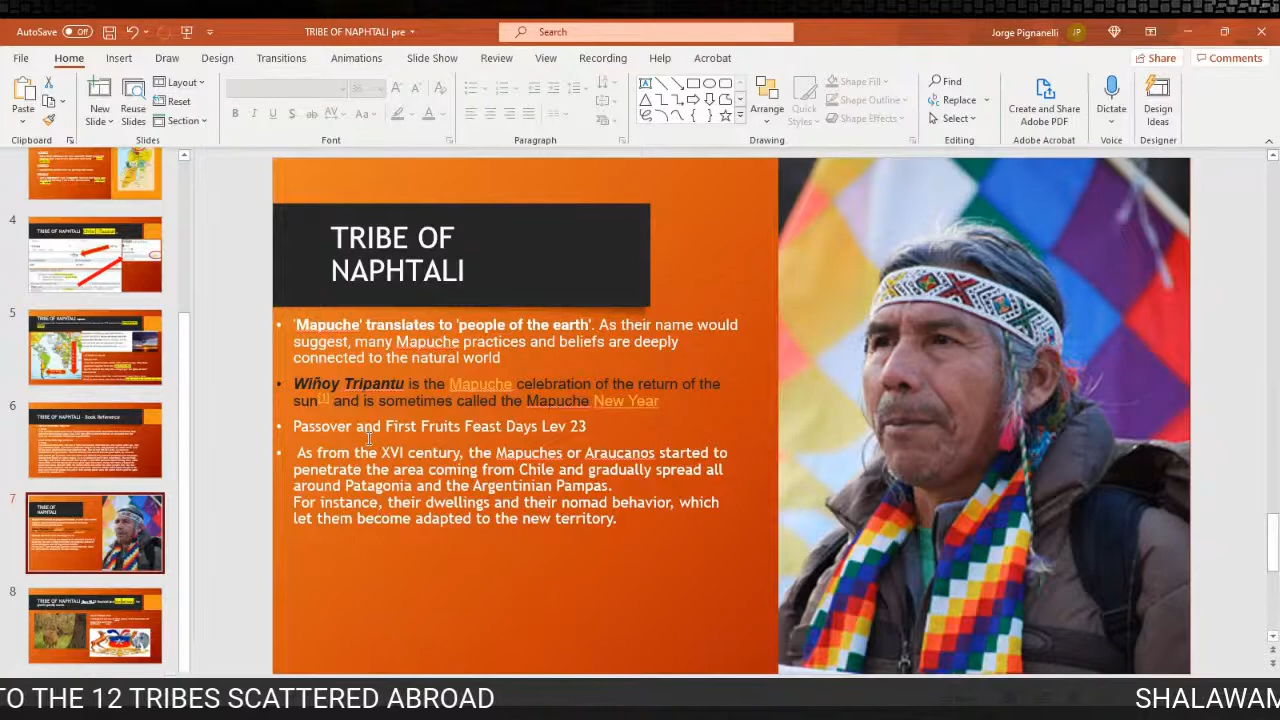 AutoSave Off TRIBE OF NAPHTALI pre Search Jorge Pignanelli JP
File Home Insert Draw Design Transitions Animations Slide Show Review View Recording Help Acrobat Share Comments
Paste New Slide Reuse Slides Layout Reset Section
B I U S ab AV Aa A
Arrange Quick Styles Shape Fill Shape Outline Shape Effects
Find Replace Select
Create and Share Adobe PDF Dictate Design Ideas
Clipboard Slides Font Paragraph Drawing Editing Adobe Acrobat Voice Designer
4
5
6
7
8
TRIBE OF
NAPHTALI
• 'Mapuche' translates to 'people of the earth'. As their name would
suggest, many Mapuche practices and beliefs are deeply
connected to the natural world
• Wiñoy Tripantu is the Mapuche celebration of the return of the
sun[1] and is sometimes called the Mapuche New Year
• Passover and First Fruits Feast Days Lev 23
• As from the XVI century, the Mapuches or Araucanos started to
penetrate the area coming from Chile and gradually spread all
around Patagonia and the Argentinian Pampas.
For instance, their dwellings and their nomad behavior, which
let them become adapted to the new territory.
TO THE 12 TRIBES SCATTERED ABROAD SHALAWAM